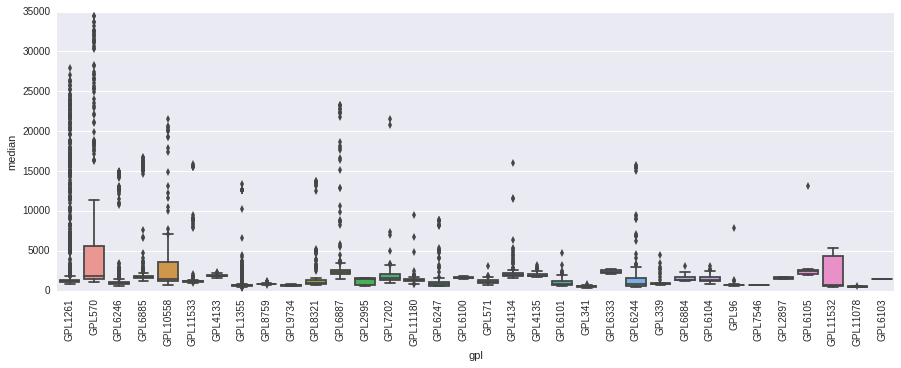 35000
30000
25000
20000
15000
10000
5000
0
median
GPL1261
GPL570
GPL6246
GPL6885
GPL10558
GPL11533
GPL4133
GPL1355
GPL8759
GPL9734
GPL8321
GPL6887
GPL2995
GPL7202
GPL11180
GPL6247
GPL6100
GPL571
GPL4134
GPL4135
GPL6101
GPL341
GPL6333
GPL6244
GPL339
GPL6884
GPL6104
GPL96
GPL7546
GPL2897
GPL6105
GPL11532
GPL11078
GPL6103
gpl